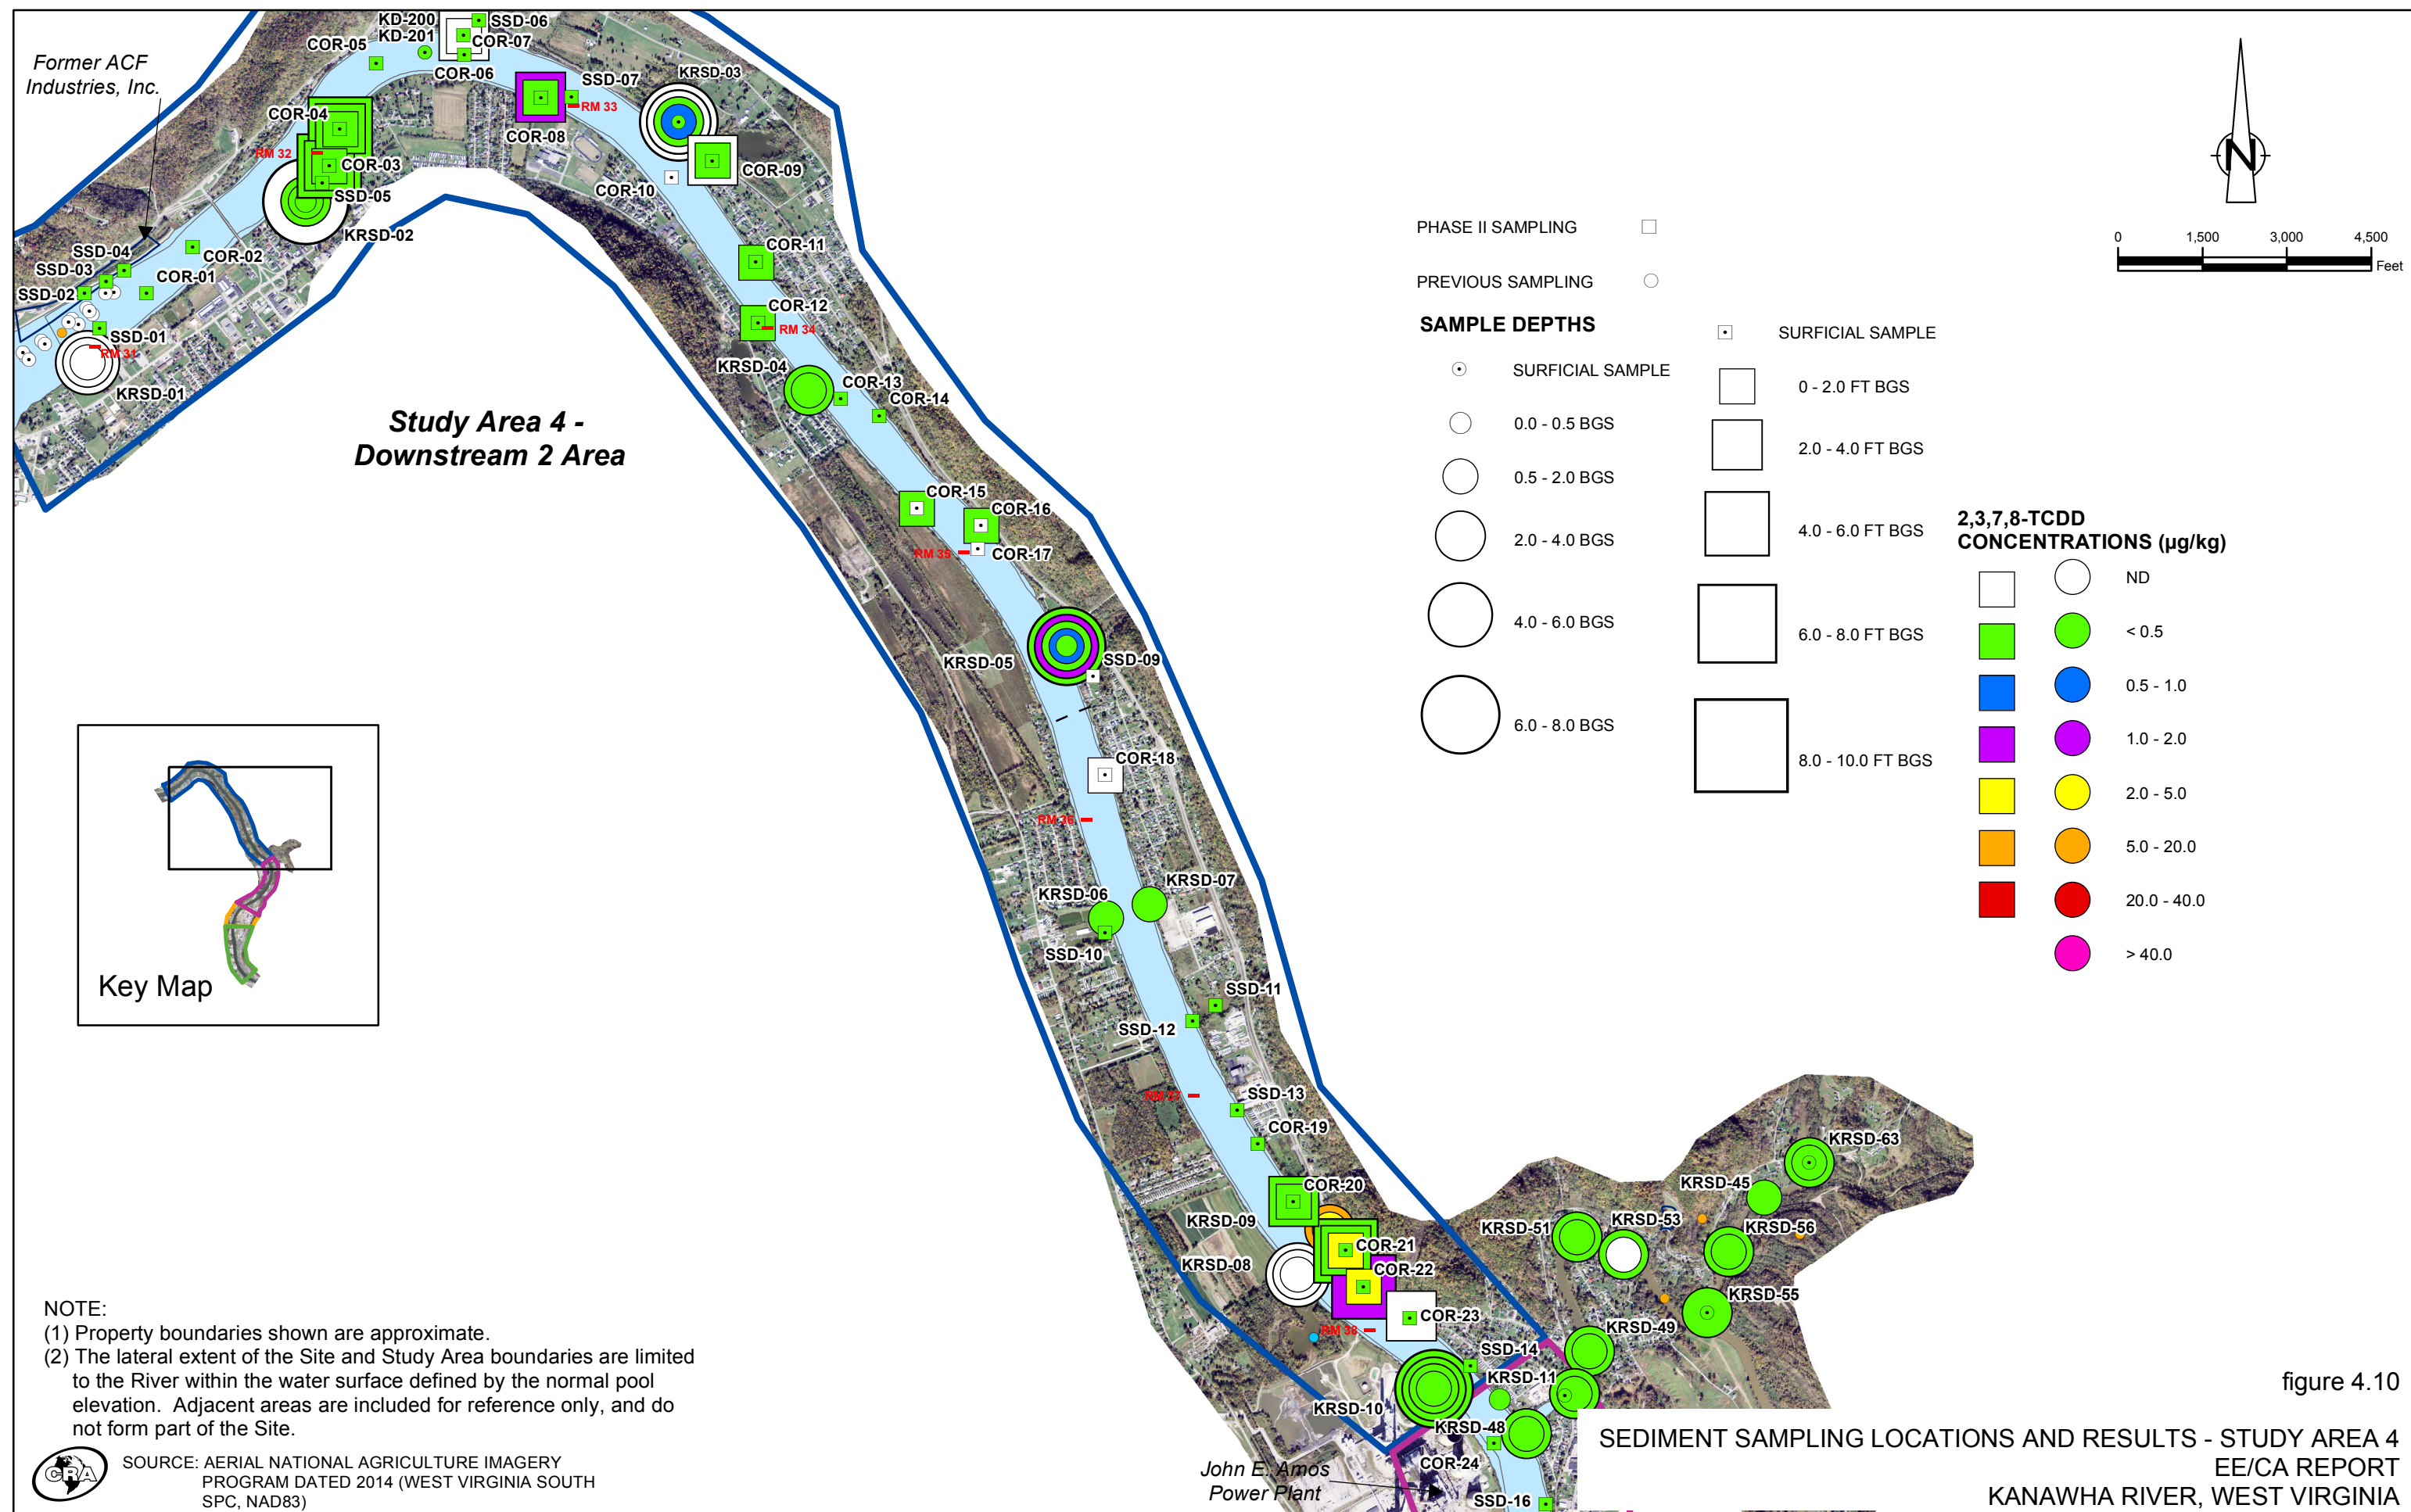 Former ACF
Industries, Inc.
KD-200
KD-201
SSD-06
COR-07
COR-05
COR-06
SSD-07
KRSD-03
RM 33
COR-08
COR-04
RM 32
COR-03
SSD-05
COR-09
COR-10
KRSD-02
SSD-04
COR-02
SSD-03
COR-01
SSD-02
SSD-01
RM 31
KRSD-01
COR-11
COR-12
RM 34
KRSD-04
COR-13
COR-14
Study Area 4 -
Downstream 2 Area
COR-15
COR-16
RM 35
COR-17
KRSD-05
SSD-09
COR-18
RM 36
KRSD-06
KRSD-07
SSD-10
SSD-11
SSD-12
RM 37
SSD-13
COR-19
COR-20
KRSD-09
COR-21
KRSD-08
COR-22
COR-23
RM 38
SSD-14
KRSD-11
KRSD-10
KRSD-48
COR-24
John E. Amos
Power Plant
SSD-16
KRSD-63
KRSD-45
KRSD-51
KRSD-53
KRSD-56
KRSD-55
KRSD-49
N
0
1,500
3,000
4,500
Feet
PHASE II SAMPLING
PREVIOUS SAMPLING
SAMPLE DEPTHS
SURFICIAL SAMPLE
0.0 - 0.5 BGS
0.5 - 2.0 BGS
2.0 - 4.0 BGS
4.0 - 6.0 BGS
6.0 - 8.0 BGS
SURFICIAL SAMPLE
0 - 2.0 FT BGS
2.0 - 4.0 FT BGS
4.0 - 6.0 FT BGS
6.0 - 8.0 FT BGS
8.0 - 10.0 FT BGS
2,3,7,8-TCDD
CONCENTRATIONS (µg/kg)
ND
< 0.5
0.5 - 1.0
1.0 - 2.0
2.0 - 5.0
5.0 - 20.0
20.0 - 40.0
> 40.0
Key Map
NOTE:
(1) Property boundaries shown are approximate.
(2) The lateral extent of the Site and Study Area boundaries are limited
to the River within the water surface defined by the normal pool
elevation. Adjacent areas are included for reference only, and do
not form part of the Site.
CRA
SOURCE: AERIAL NATIONAL AGRICULTURE IMAGERY
PROGRAM DATED 2014 (WEST VIRGINIA SOUTH
SPC, NAD83)
figure 4.10
SEDIMENT SAMPLING LOCATIONS AND RESULTS - STUDY AREA 4
EE/CA REPORT
KANAWHA RIVER, WEST VIRGINIA